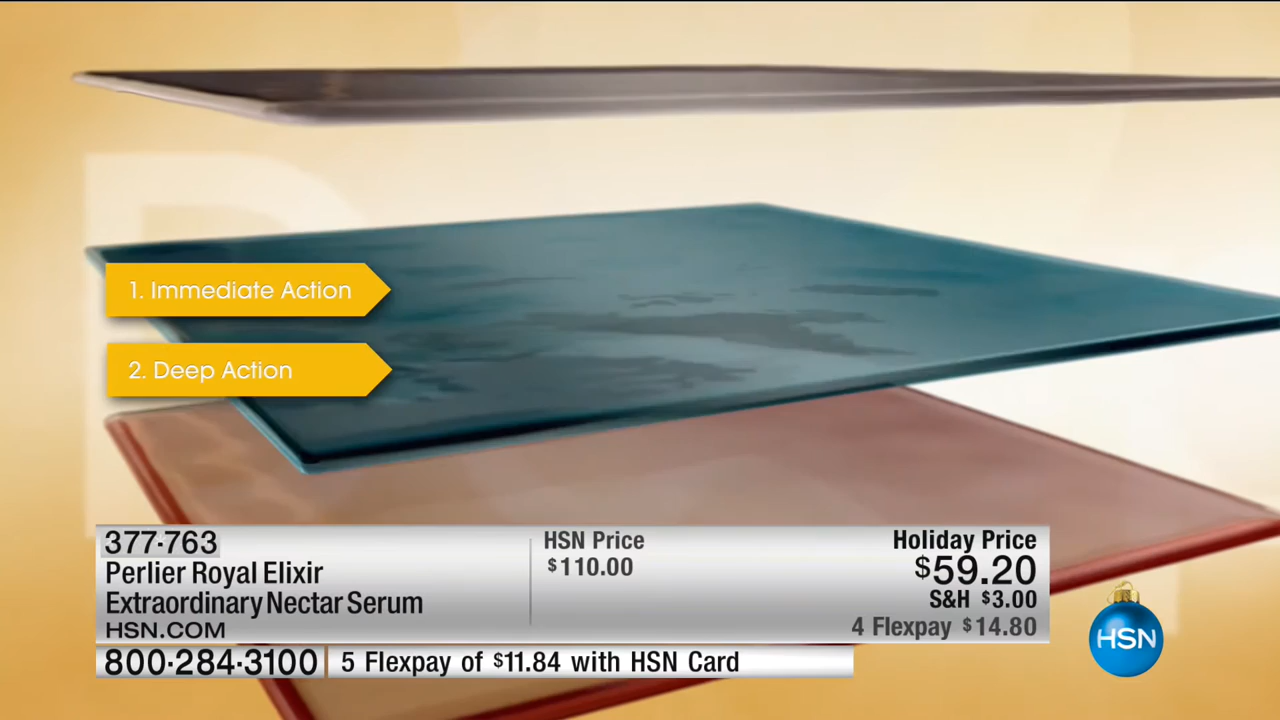 1. Immediate Action
2. Deep Action
377-763
Perlier Royal Elixir
Extraordinary Nectar Serum
HSN.COM
HSN Price
$110.00
Holiday Price
$59.20
S&H $3.00
4 Flexpay $14.80
HSN
800-284-3100
5 Flexpay of $11.84 with HSN Card